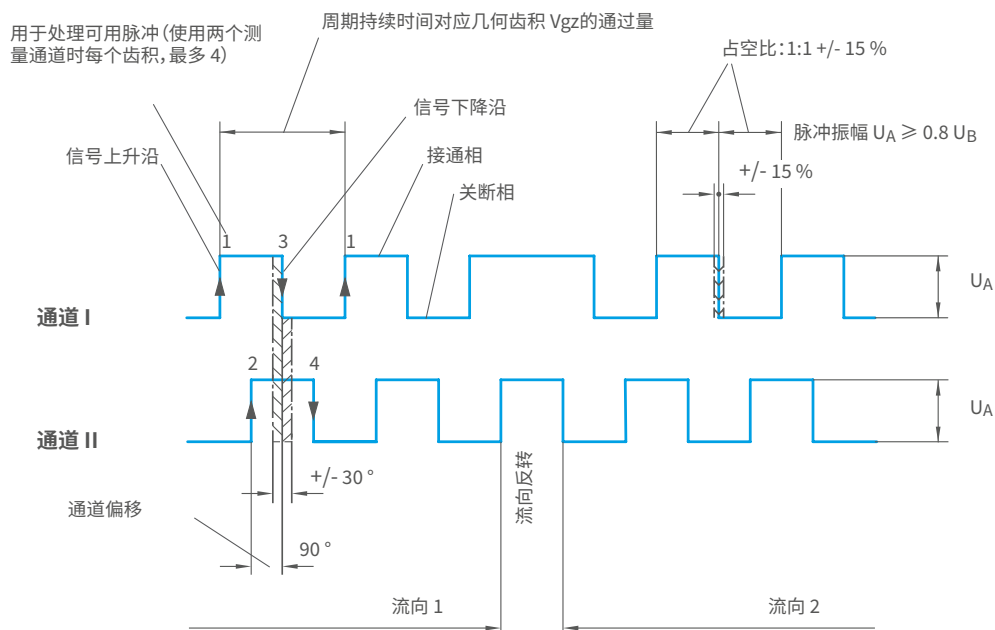 周期持续时间对应几何齿积 Vgz的通过量
用于处理可用脉冲（使用两个测
量通道时每个齿积，最多 4）
占空比：1:1 +/- 15 %
信号下降沿
脉冲振幅 UA ≥ 0.8 UB
信号上升沿
接通相
+/- 15 %
关断相
1
3
1
UA
通道 I
2
4
UA
通道 II
+/- 30 °
流向反转
通道偏移
90 °
流向 1
流向 2